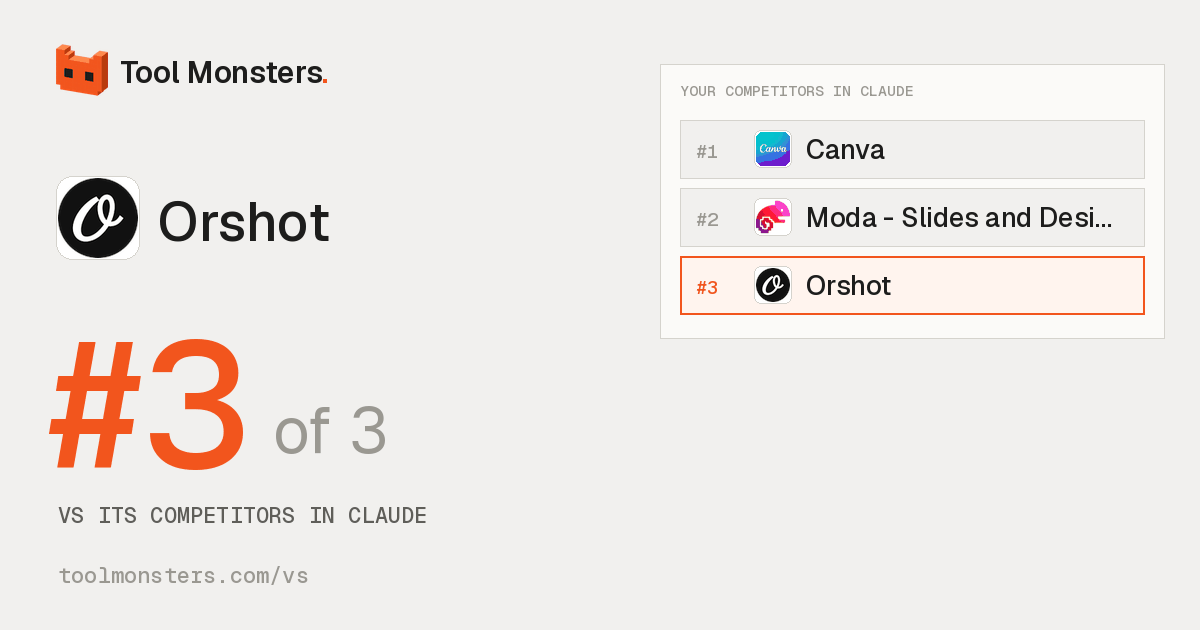 Tool Monsters.
Orshot
#3 of 3
VS ITS COMPETITORS IN CLAUDE
toolmonsters.com/vs
YOUR COMPETITORS IN CLAUDE
#1 Canva Canva
#2 Moda - Slides and Desi...
#3 O Orshot